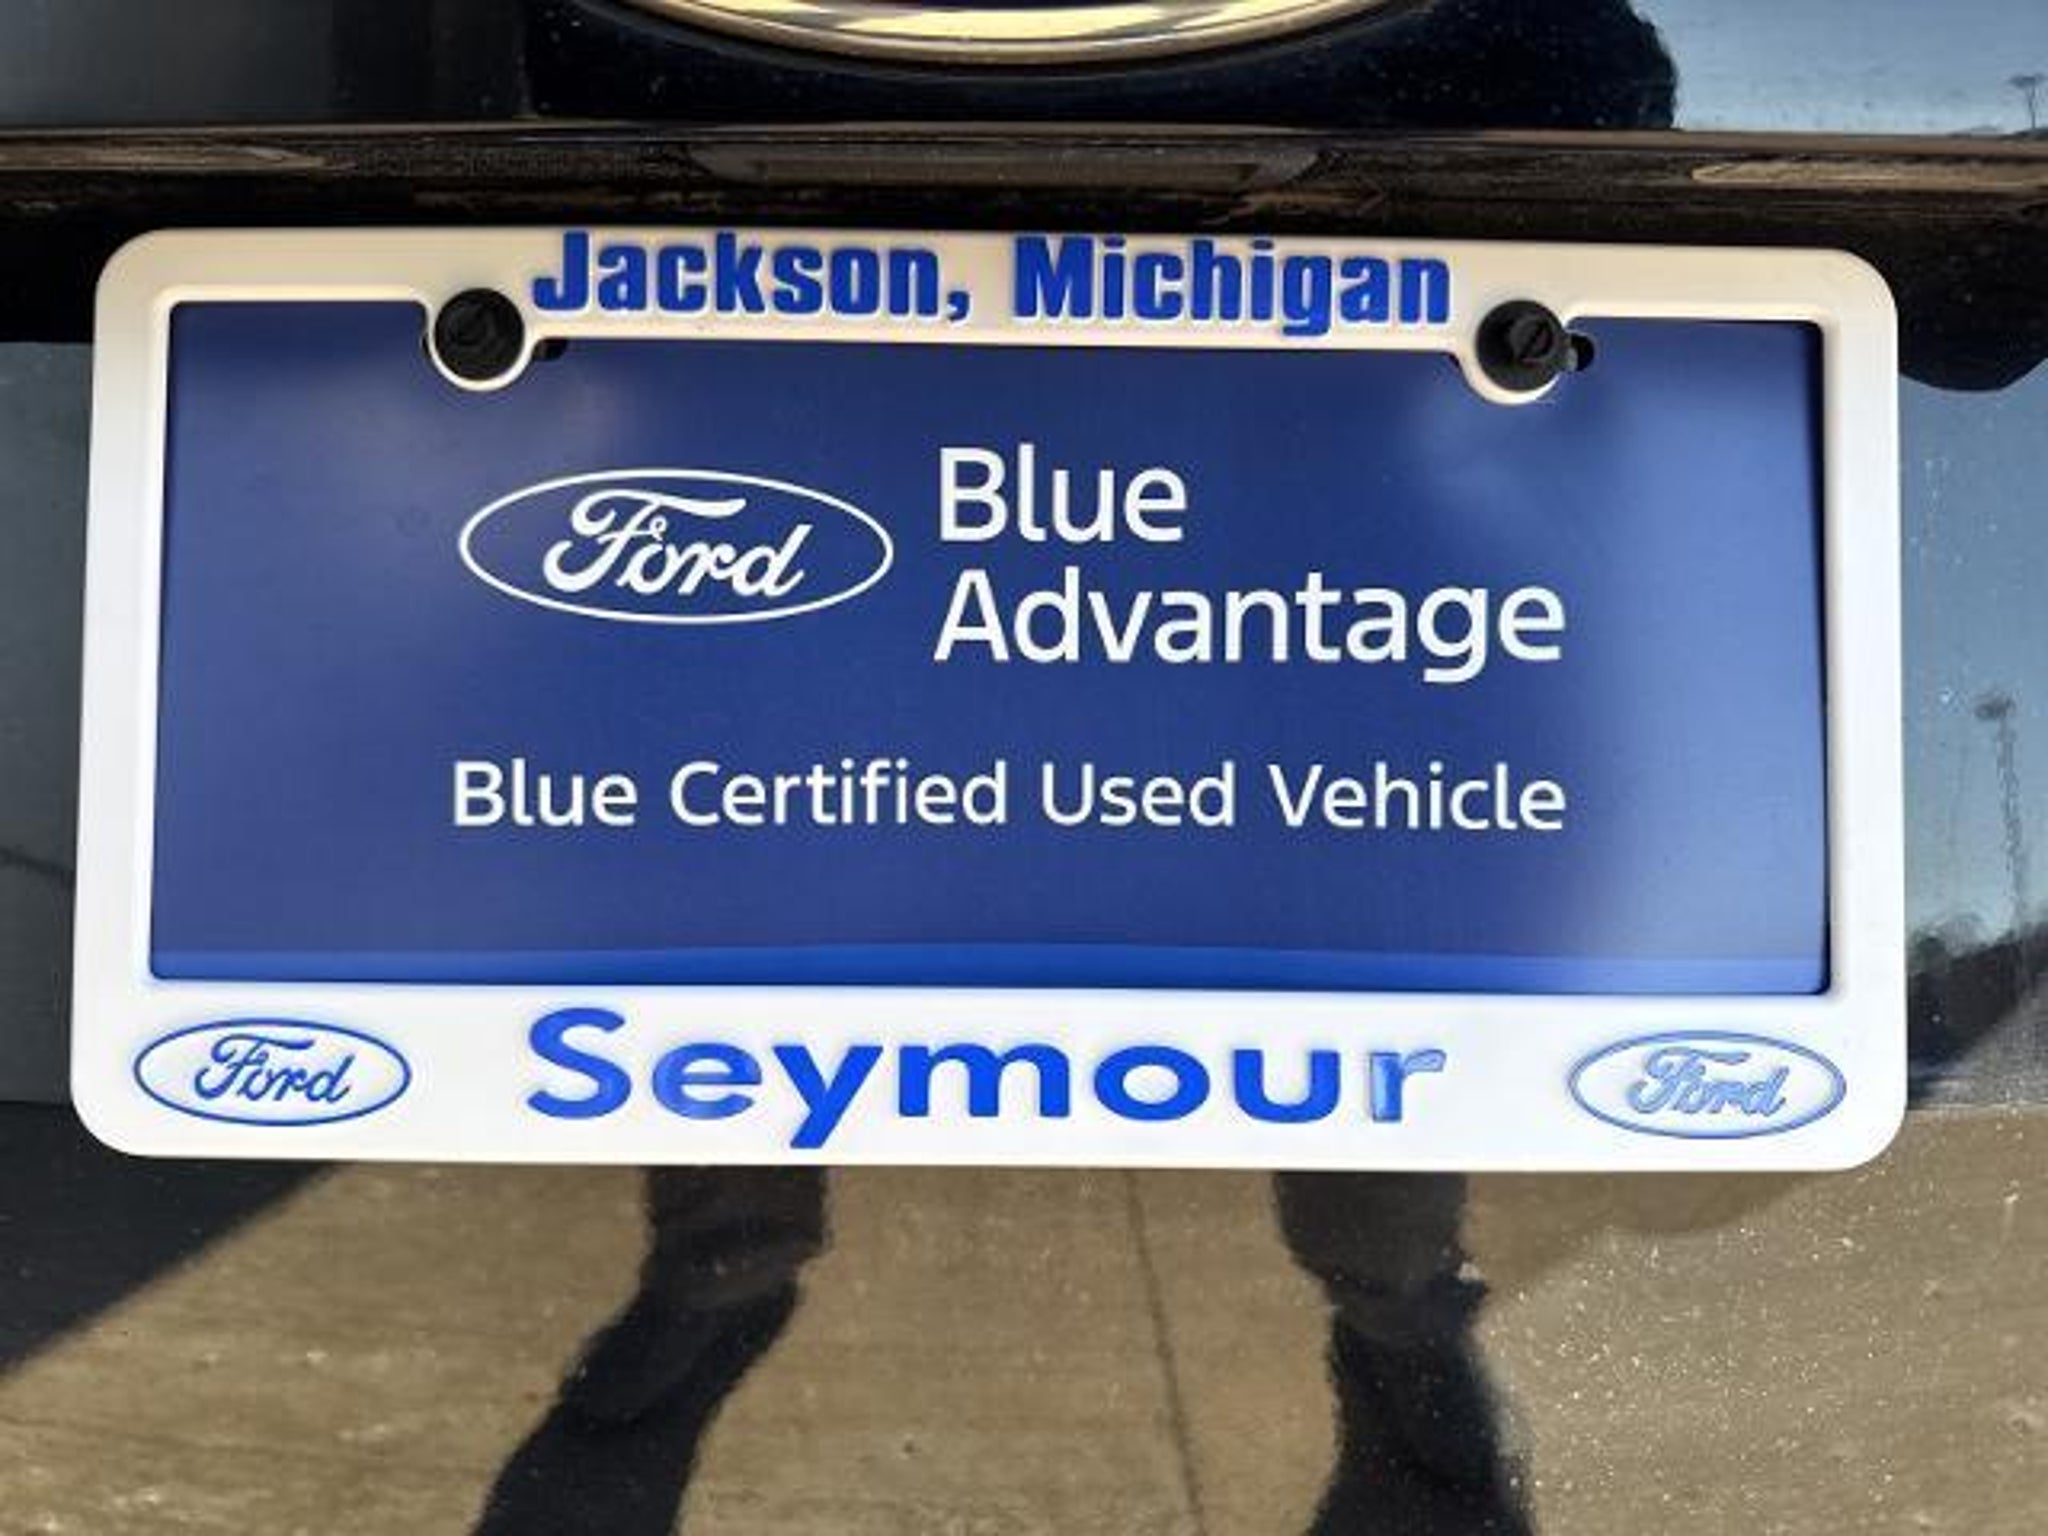 Jackson, Michigan
Ford
Blue
Advantage
Blue Certified Used Vehicle
Ford Seymour Ford